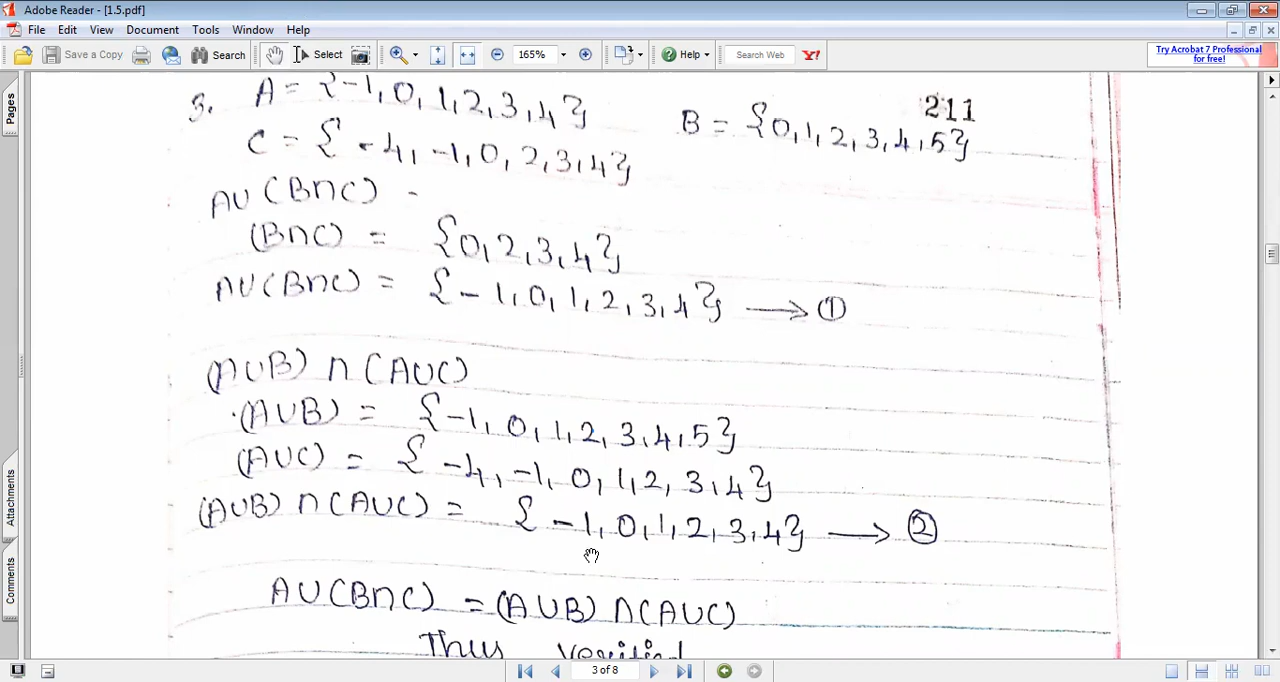 Adobe Reader - [1.5.pdf]
File Edit View Document Tools Window Help
Save a Copy Search Select 165% Help Search Web Y!
Try Acrobat 7 Professional for free!
Pages
Attachments
Comments
211
3. A = {-1, 0, 1, 2, 3, 4} B = {0, 1, 2, 3, 4, 5}
C = {-4, -1, 0, 2, 3, 4}
A∪(B∩C) -
(B∩C) = {0, 2, 3, 4}
A∪(B∩C) = {-1, 0, 1, 2, 3, 4} → ①
(A∪B) ∩ (A∪C)
(A∪B) = {-1, 0, 1, 2, 3, 4, 5}
(A∪C) = {-4, -1, 0, 1, 2, 3, 4}
(A∪B) ∩ (A∪C) = {-1, 0, 1, 2, 3, 4} → ②
A∪(B∩C) = (A∪B) ∩ (A∪C)
Thus verified
3 of 8